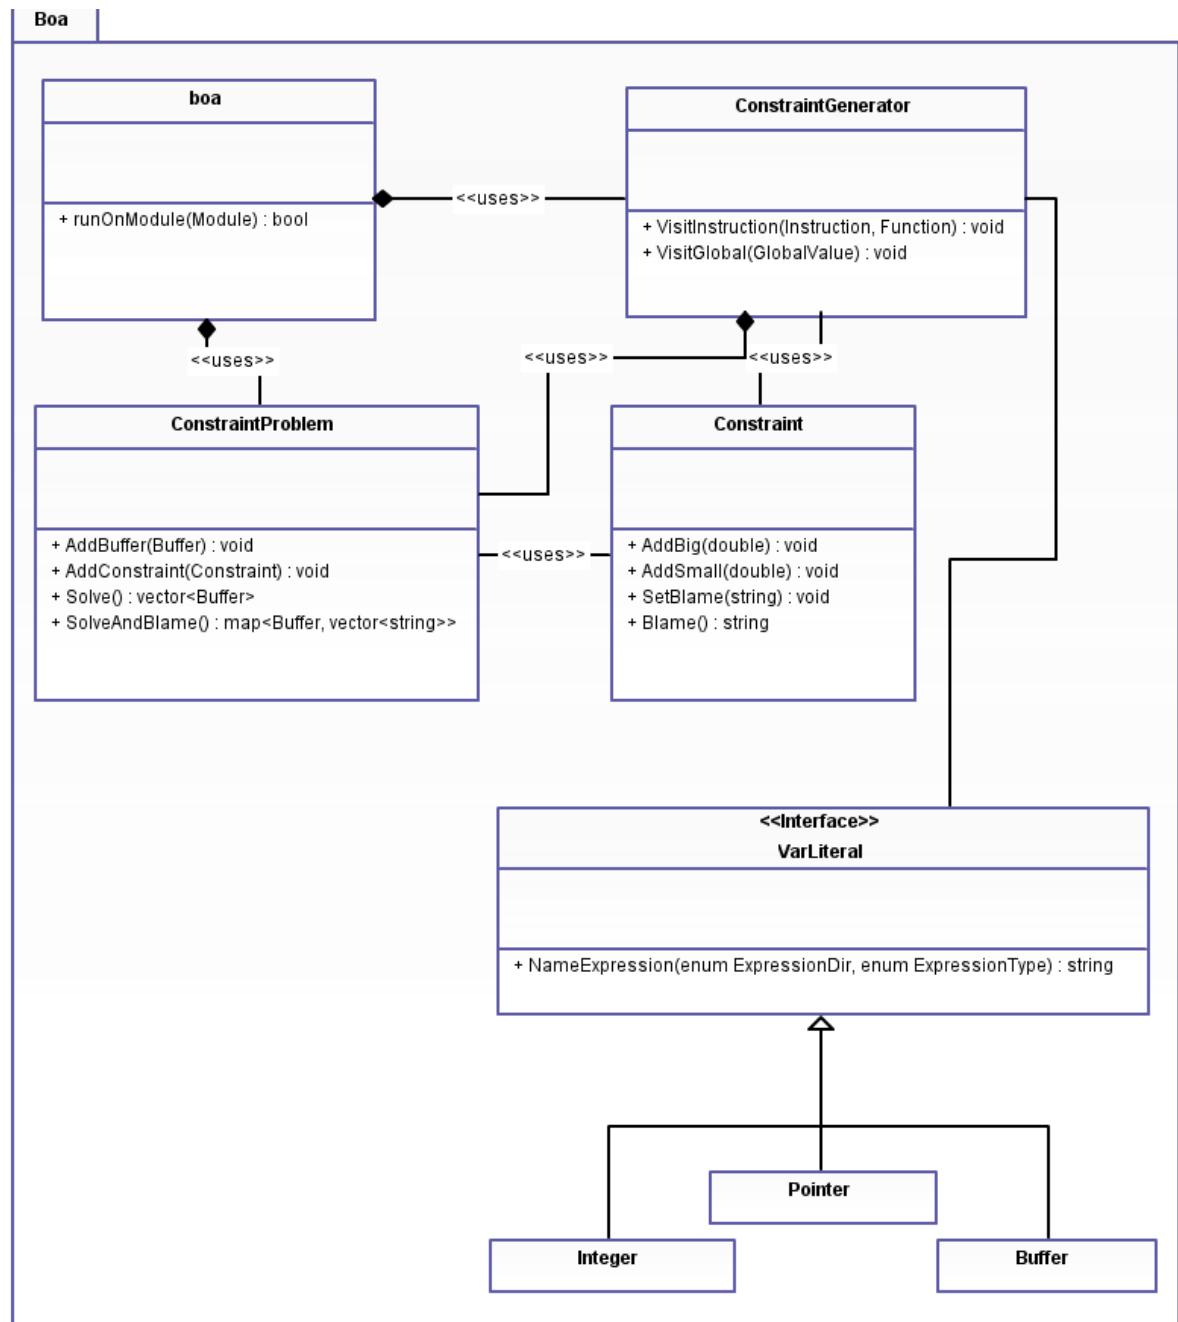 Boa
boa
+ runOnModule(Module) : bool
<<uses>>
ConstraintGenerator
+ VisitInstruction(Instruction, Function) : void
+ VisitGlobal(GlobalValue) : void
<<uses>>
<<uses>>
<<uses>>
ConstraintProblem
+ AddBuffer(Buffer) : void
+ AddConstraint(Constraint) : void
+ Solve() : vector<Buffer>
+ SolveAndBlame() : map<Buffer, vector<string>>
<<uses>>
Constraint
+ AddBig(double) : void
+ AddSmall(double) : void
+ SetBlame(string) : void
+ Blame() : string
<<Interface>>
VarLiteral
+ NameExpression(enum ExpressionDir, enum ExpressionType) : string
Pointer
Integer
Buffer